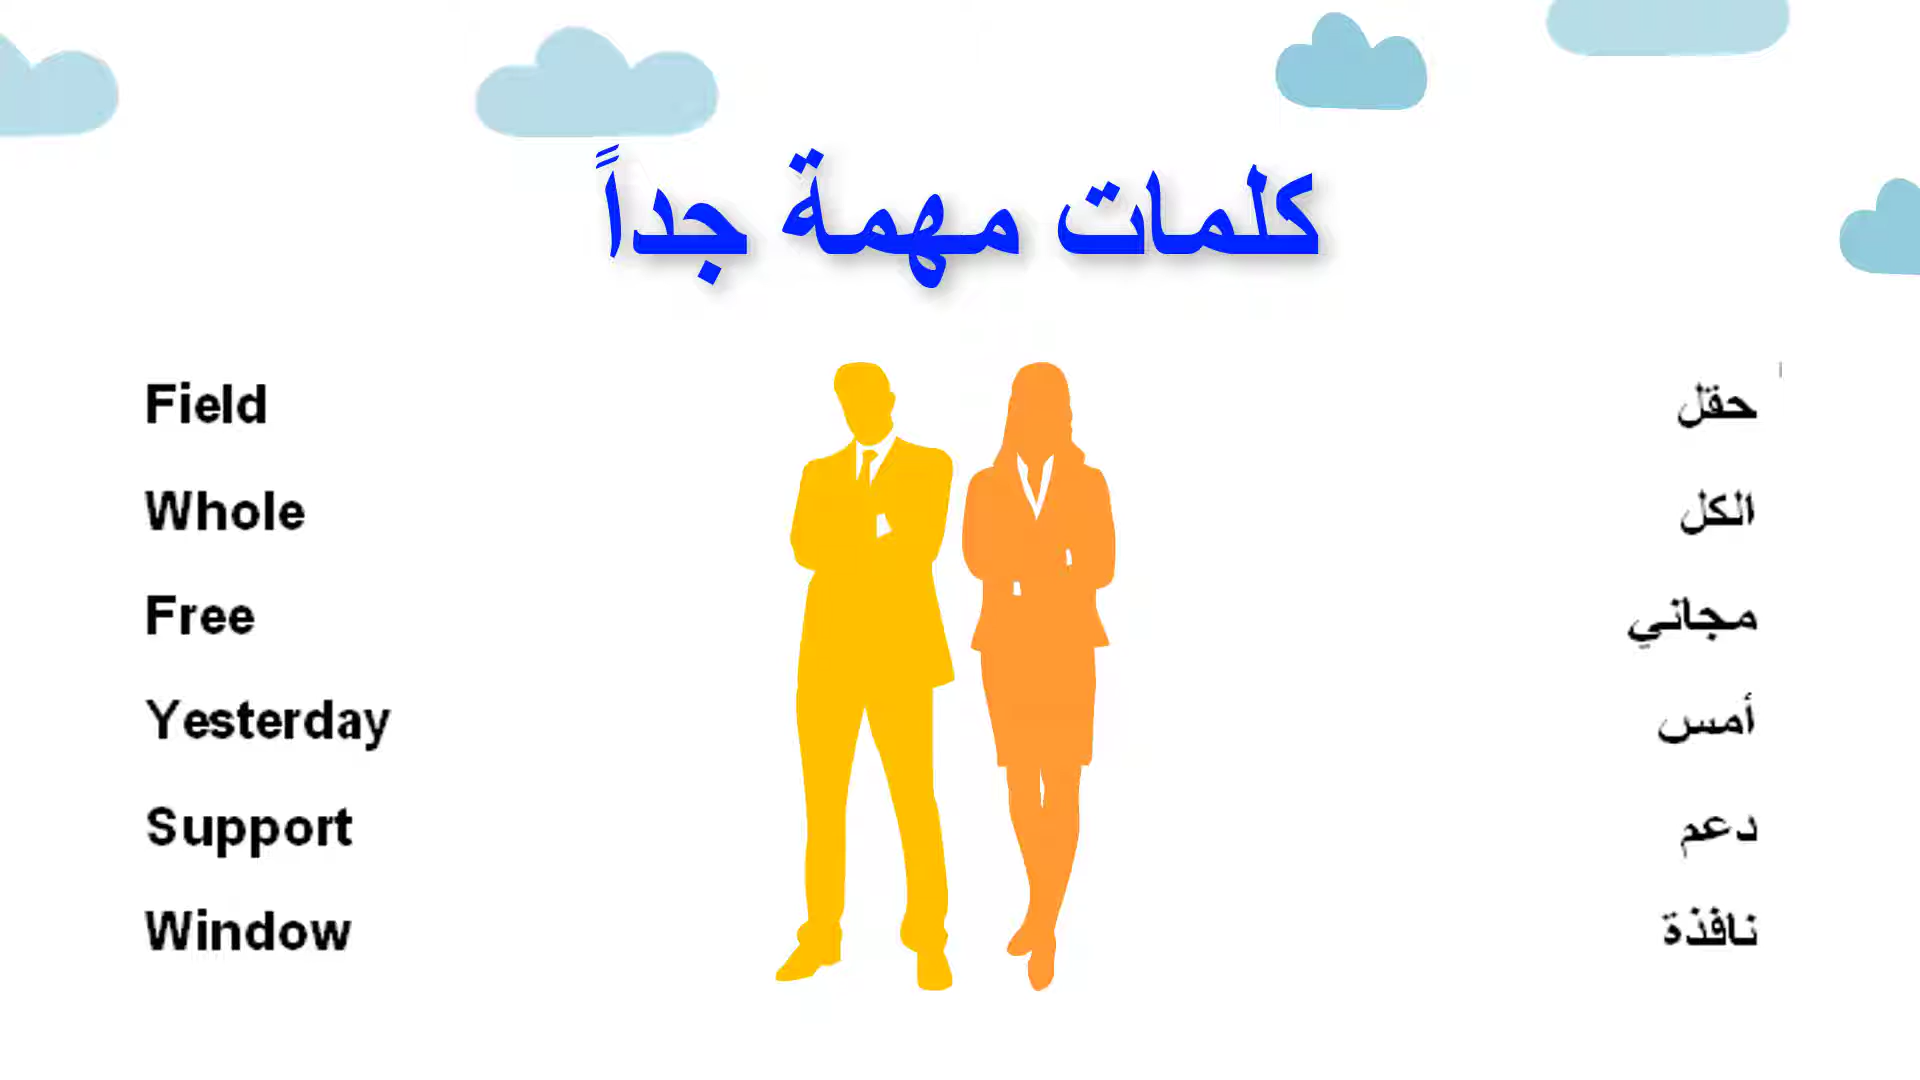 كلمات مهمة جداً
Field حقل
Whole الكل
Free مجاني
Yesterday أمس
Support دعم
Window نافذة